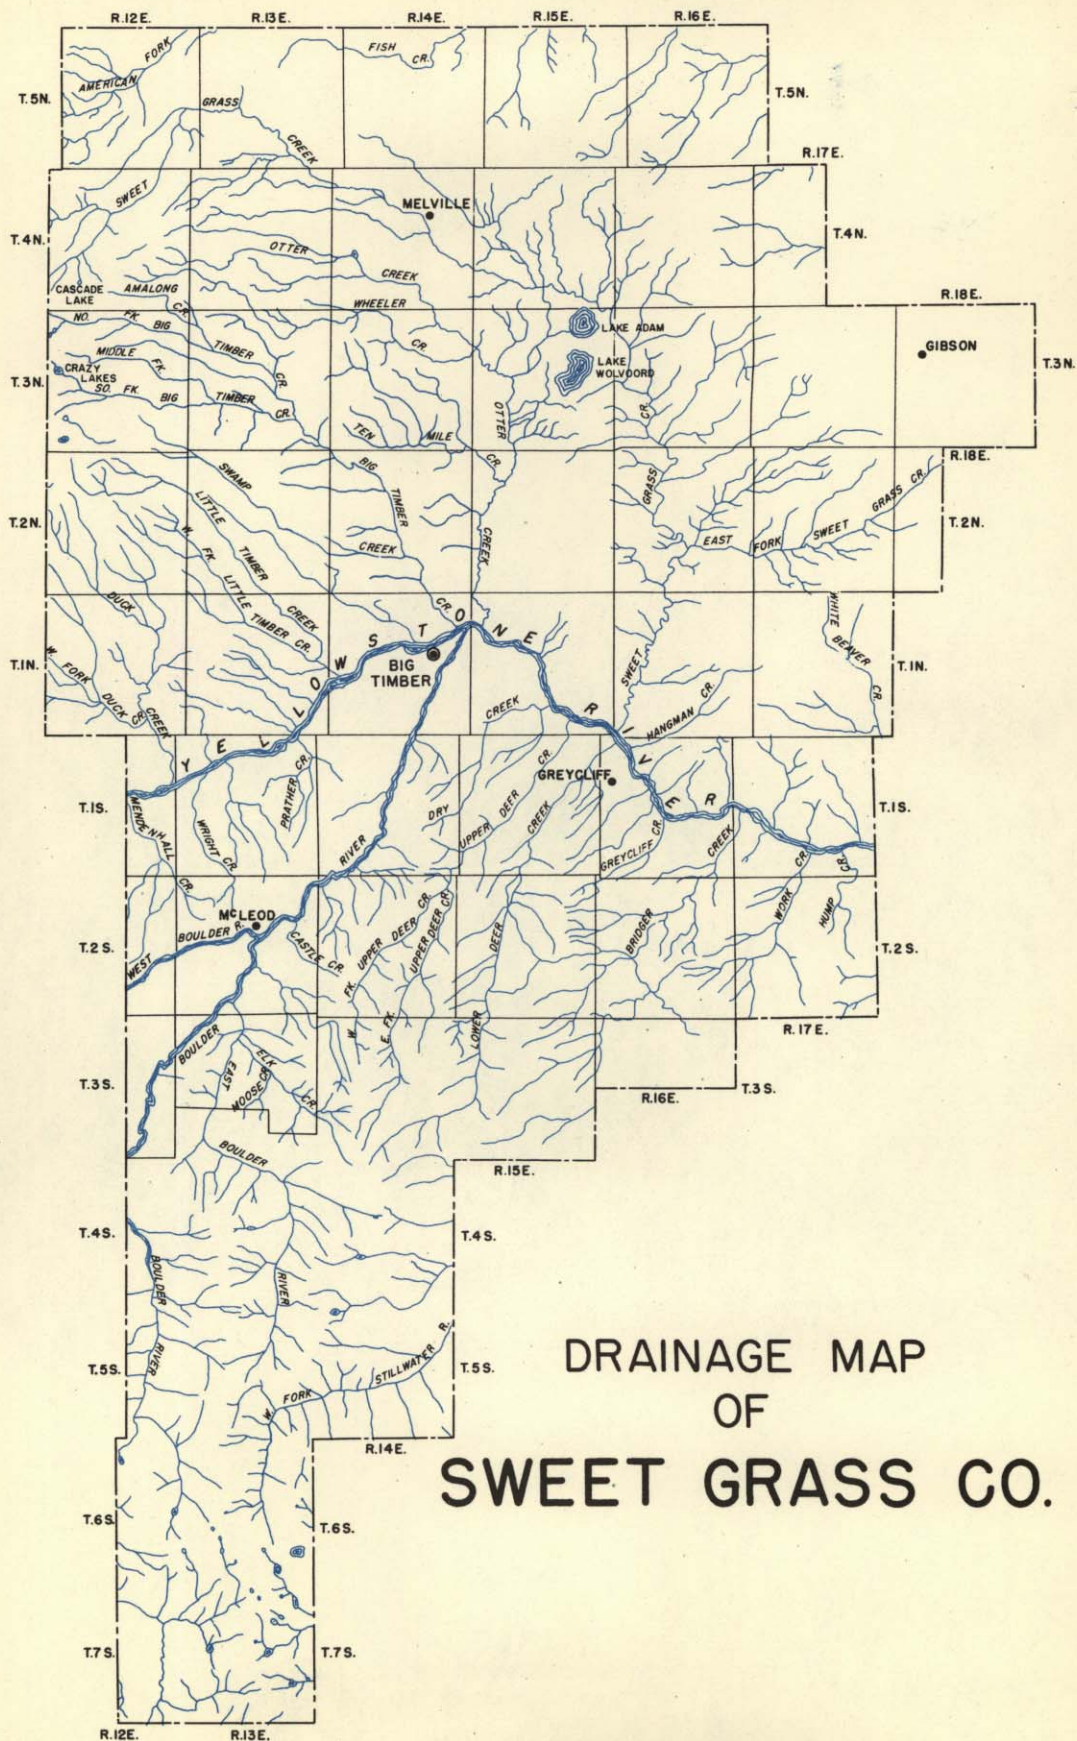 R.12E. R.13E. R.14E. R.15E. R.16E.
AMERICAN FORK
FISH CR.
T.5N. T.5N.
SWEET GRASS CREEK
R.17E.
MELVILLE
T.4N. T.4N.
OTTER CREEK
CASCADE LAKE
AMALONG CR.
WHEELER CR.
R.18E.
NO. FK. BIG TIMBER CR.
LAKE ADAM
GIBSON
MIDDLE FK.
CRAZY LAKES
LAKE WOLVOORD
T.3N. T.3N.
SO. FK. BIG TIMBER CR.
OTTER CREEK
TEN MILE CR.
SWEET GRASS CR.
R.18E.
SWAMP CREEK
BIG TIMBER CR.
LITTLE TIMBER CREEK
T.2N. T.2N.
W. FK. LITTLE TIMBER CR.
EAST FORK SWEET GRASS CR.
DUCK CREEK
WHITE BEAVER CR.
T.1N. T.1N.
W. FORK DUCK CR.
YELLOWSTONE RIVER
BIG TIMBER
HANGMAN CR.
DRY CREEK
GREYCLIFF
T.1S. T.1S.
MENDENHALL CR.
WRIGHT CR.
PRATHER CR.
UPPER DEER CR.
GREYCLIFF CR.
BRIDGER CREEK
WORK CR.
HUMP CR.
LOWER DEER CREEK
McLEOD
T.2S. T.2S.
WEST BOULDER R.
CASTLE CR.
W. FK. UPPER DEER CR.
E. FK. UPPER DEER CR.
BOULDER RIVER
R.17E.
T.3S. T.3S.
ELK CR.
MOOSE CR.
R.16E.
EAST BOULDER RIVER
R.15E.
T.4S. T.4S.
BOULDER RIVER
T.5S. T.5S.
W. FORK STILLWATER R.
R.14E.
DRAINAGE MAP
OF
SWEET GRASS CO.
T.6S. T.6S.
T.7S. T.7S.
R.12E. R.13E.